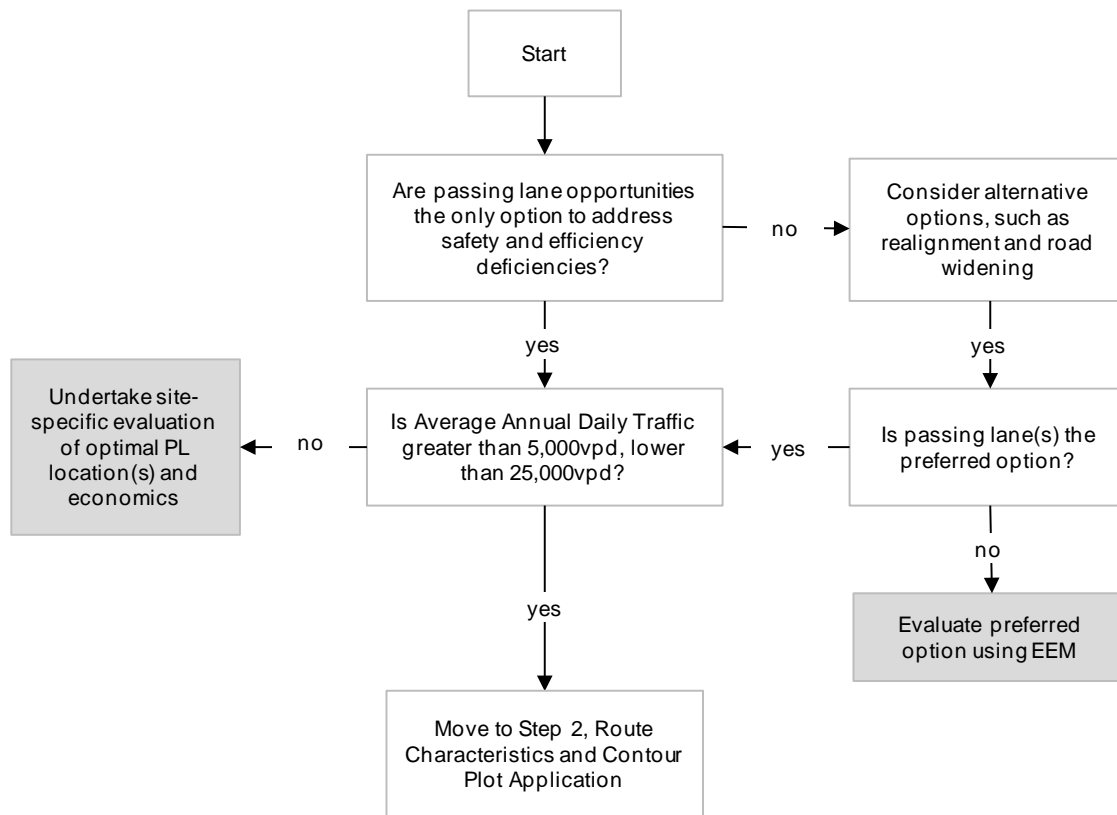 Start
Are passing lane opportunities
the only option to address
safety and efficiency
deficiencies?
no
Consider alternative
options, such as
realignment and road
widening
yes
yes
Undertake site-
specific evaluation
of optimal PL
location(s) and
economics
no
Is Average Annual Daily Traffic
greater than 5,000vpd, lower
than 25,000vpd?
yes
Is passing lane(s) the
preferred option?
no
yes
Evaluate preferred
option using EEM
Move to Step 2, Route
Characteristics and Contour
Plot Application